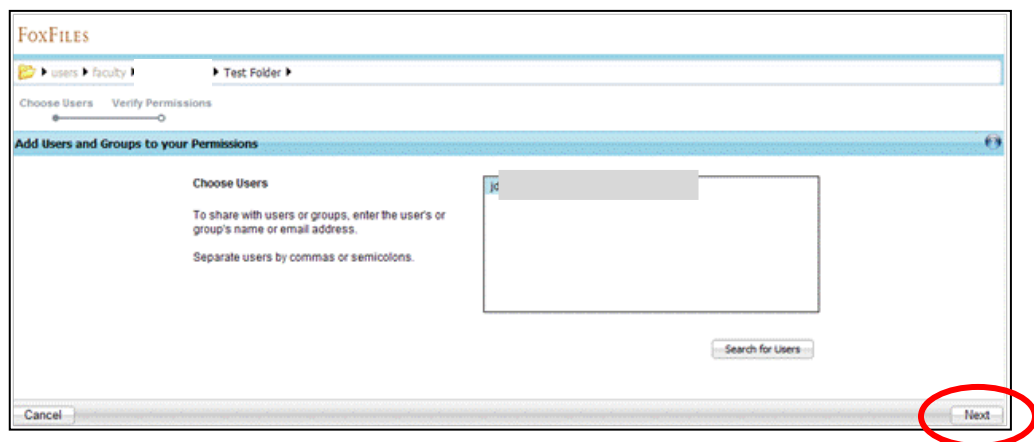 FOXFILES
users faculty Test Folder
Choose Users Verify Permissions
Add Users and Groups to your Permissions
Choose Users
jd
To share with users or groups, enter the user's or
group's name or email address.
Separate users by commas or semicolons.
Search for Users
Cancel Next